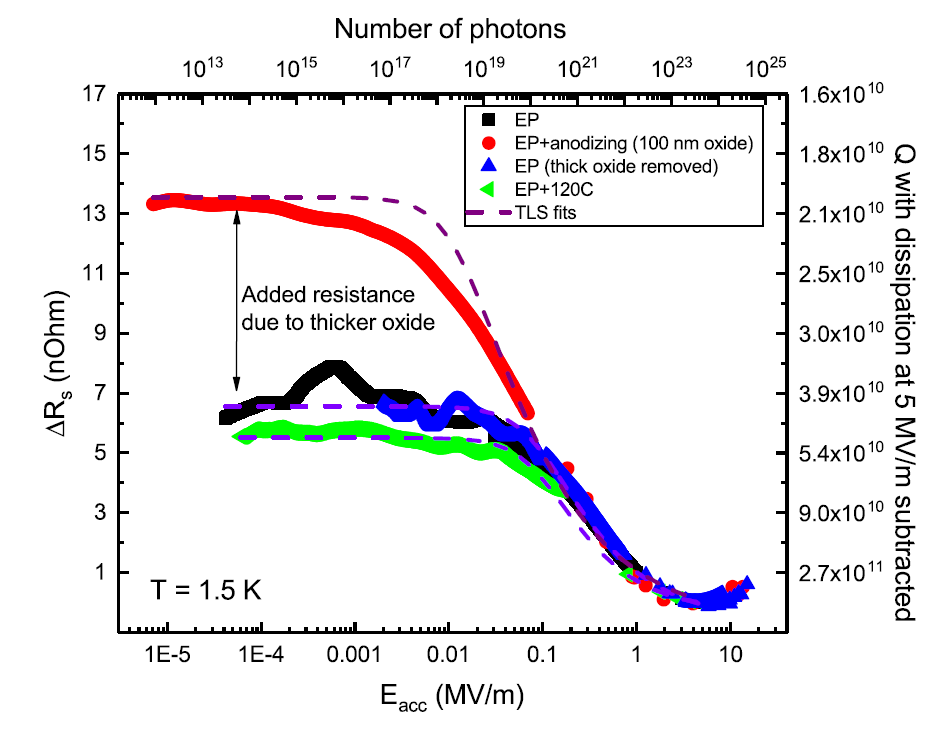 Number of photons
10^13 10^15 10^17 10^19 10^21 10^23 10^25
17
15
13
11
9
7
5
3
1
ΔR_s (nOhm)
EP
EP+anodizing (100 nm oxide)
EP (thick oxide removed)
EP+120C
TLS fits
Added resistance
due to thicker oxide
T = 1.5 K
1.6x10^10
1.8x10^10
2.1x10^10
2.5x10^10
3.0x10^10
3.9x10^10
5.4x10^10
9.0x10^10
2.7x10^11
Q with dissipation at 5 MV/m subtracted
1E-5 1E-4 0.001 0.01 0.1 1 10
E_acc (MV/m)